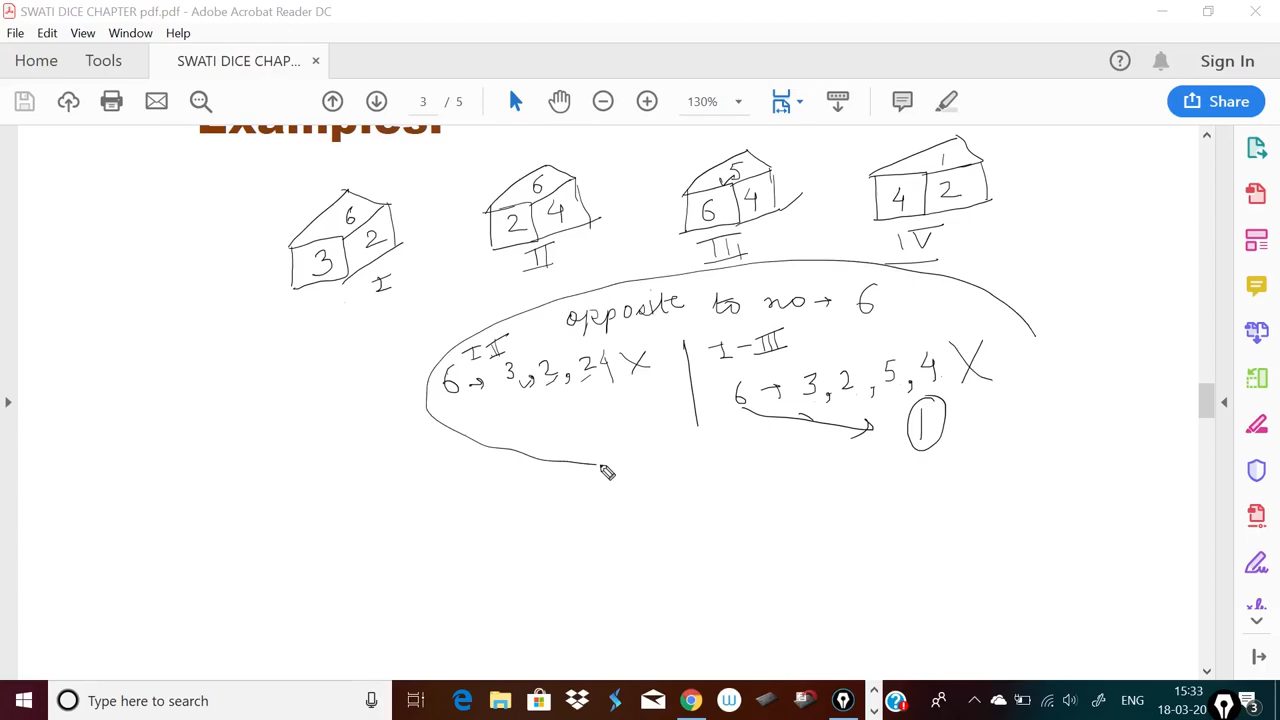 SWATI DICE CHAPTER pdf.pdf - Adobe Acrobat Reader DC
File Edit View Window Help
Home Tools SWATI DICE CHAP... × Sign In
3 / 5 130% Share
Examples:
6 3 2 I
6 2 4 II
5 6 4 III
1 4 2 IV
opposite to no → 6
I II
6 → 3, 2, 2 4 X
I - III
6 → 3, 2, 5, 4 X
1
Type here to search
ENG 15:33
18-03-20 3